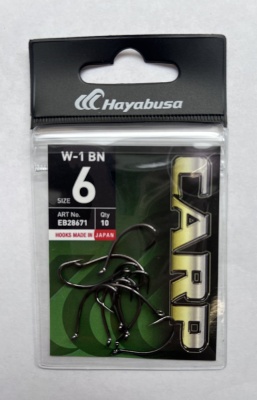 Hayabusa
W-1 BN
SIZE 6
ART No. Qty
EB28671 10
HOOKS MADE IN JAPAN
CARP